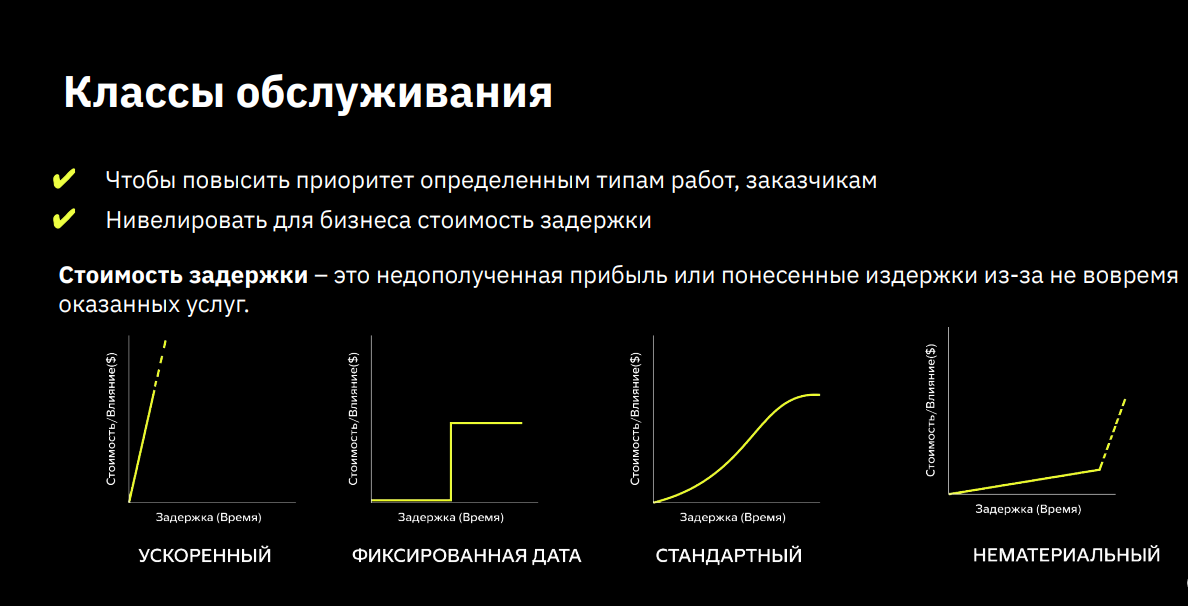 Классы обслуживания
✔ Чтобы повысить приоритет определенным типам работ, заказчикам
✔ Нивелировать для бизнеса стоимость задержки
Стоимость задержки – это недополученная прибыль или понесенные издержки из-за не вовремя
оказанных услуг.
Стоимость/Влияние($)
Задержка (Время)
УСКОРЕННЫЙ
Стоимость/Влияние($)
Задержка (Время)
ФИКСИРОВАННАЯ ДАТА
Стоимость/Влияние($)
Задержка (Время)
СТАНДАРТНЫЙ
Стоимость/Влияние($)
Задержка (Время)
НЕМАТЕРИАЛЬНЫЙ